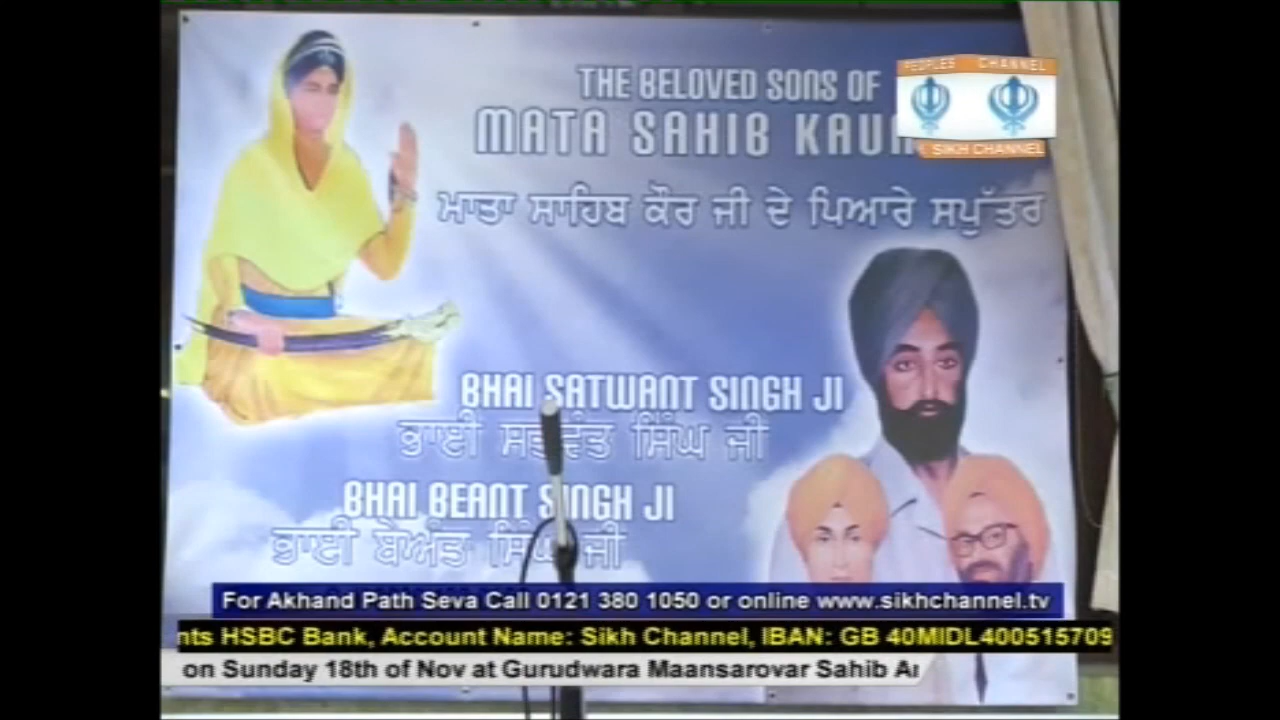 PEOPLES CHANNEL
SIKH CHANNEL
THE BELOVED SONS OF
MATA SAHIB KAUR
ਮਾਤਾ ਸਾਹਿਬ ਕੌਰ ਜੀ ਦੇ ਪਿਆਰੇ ਸਪੁੱਤਰ
BHAI SATWANT SINGH JI
ਭਾਈ ਸਤਵੰਤ ਸਿੰਘ ਜੀ
BHAI BEANT SINGH JI
ਭਾਈ ਬੇਅੰਤ ਸਿੰਘ ਜੀ
For Akhand Path Seva Call 0121 380 1050 or online www.sikhchannel.tv
nts HSBC Bank, Account Name: Sikh Channel, IBAN: GB 40MIDL400515709
on Sunday 18th of Nov at Gurudwara Maansarovar Sahib